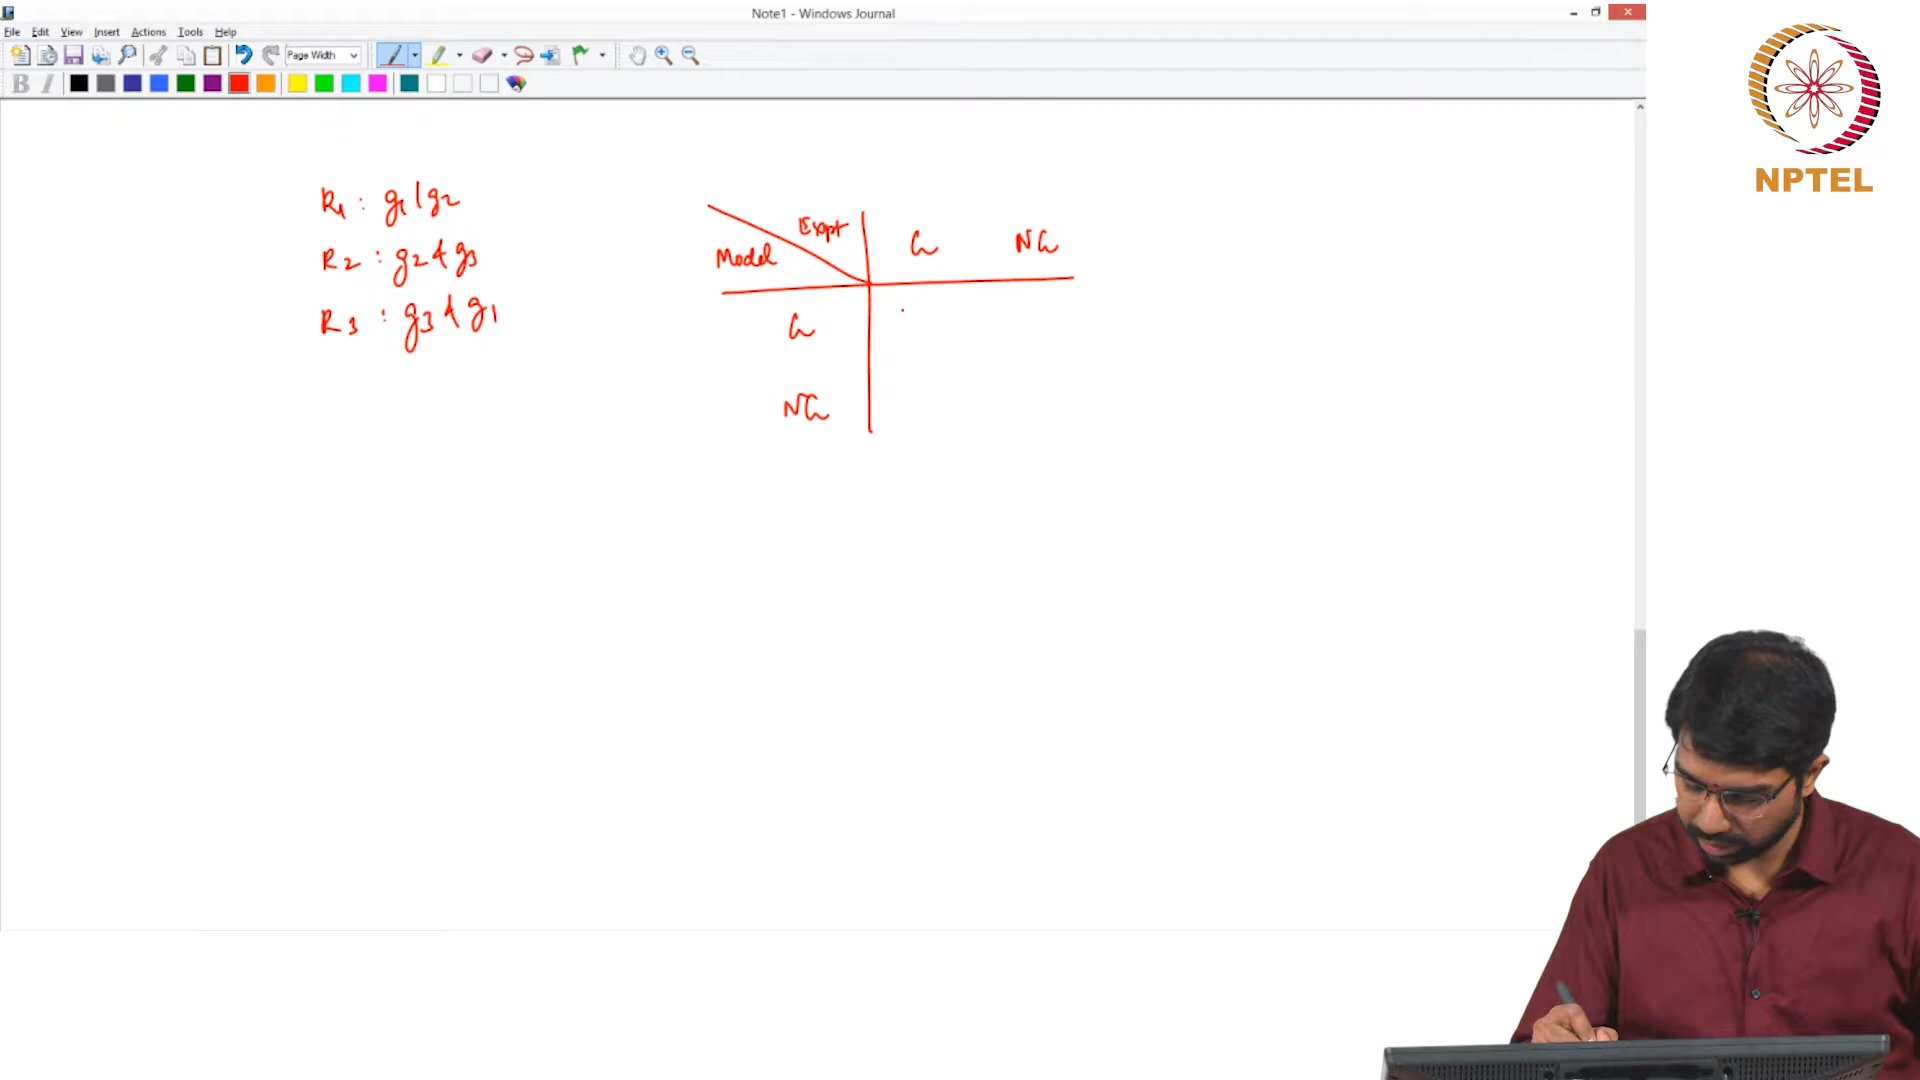 Note1 - Windows Journal
File Edit View Insert Actions Tools Help
Page Width
B I
NPTEL
R1 : g1 | g2
R2 : g2 & g3
R3 : g3 & g1
Expt
Model
G NG
G
NG